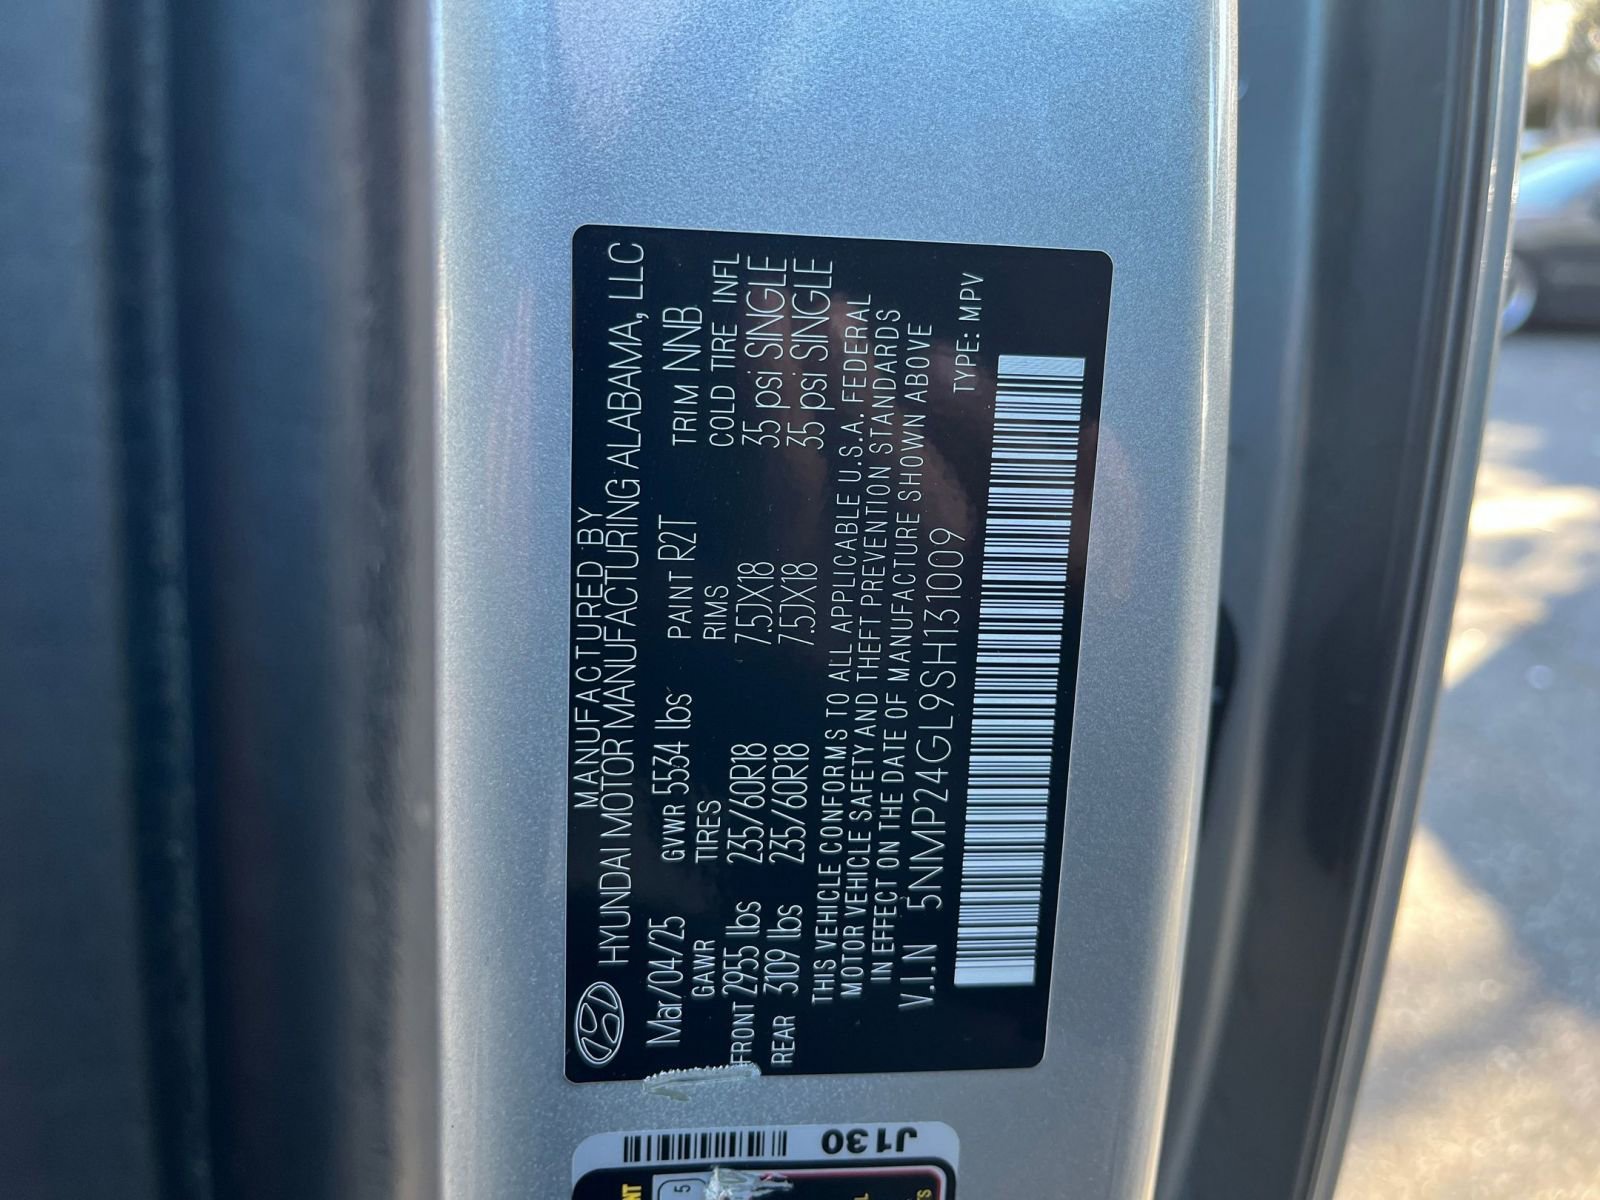 MANUFACTURED BY
HYUNDAI MOTOR MANUFACTURING ALABAMA, LLC
Mar/04/25 GVWR 5534 lbs PAINT R2T TRIM NNB
GAWR TIRES RIMS COLD TIRE INFL
FRONT 2955 lbs 235/60R18 7.5JX18 35 psi SINGLE
REAR 3109 lbs 235/60R18 7.5JX18 35 psi SINGLE
THIS VEHICLE CONFORMS TO ALL APPLICABLE U.S.A. FEDERAL
MOTOR VEHICLE SAFETY AND THEFT PREVENTION STANDARDS
IN EFFECT ON THE DATE OF MANUFACTURE SHOWN ABOVE
V.I.N 5NMP24GL9SH131009 TYPE: MPV
J130
5